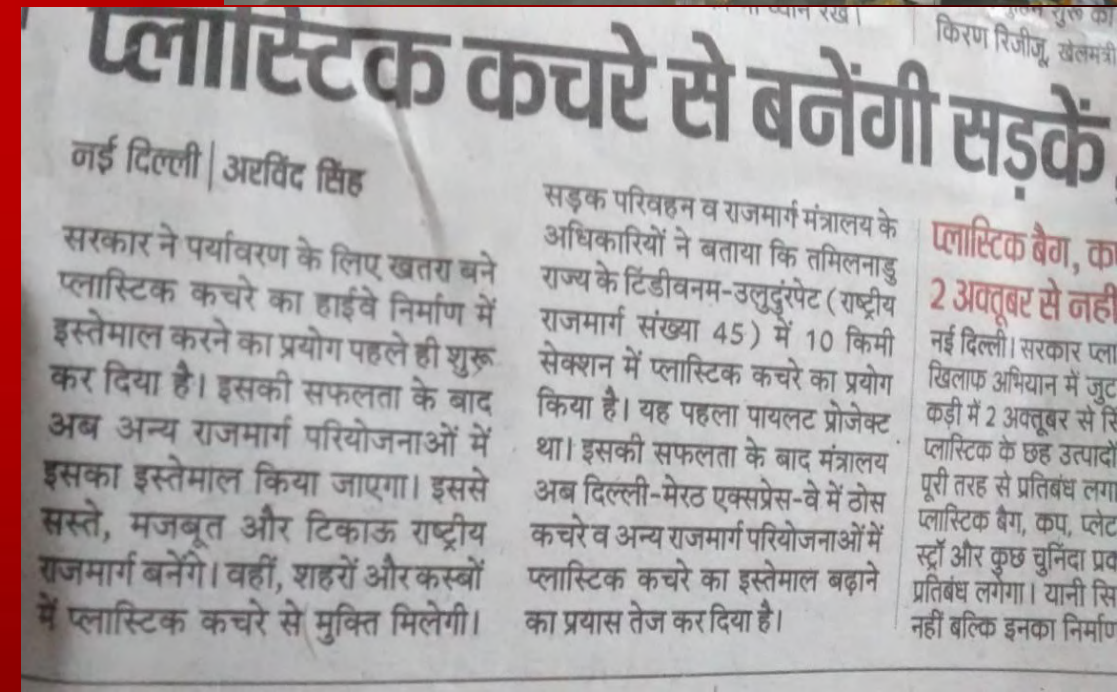 रखें।
किरण रिजीजू, खेलमंत्री
प्लास्टिक कचरे से बनेंगी सड़कें
नई दिल्ली | अरविंद सिंह
सरकार ने पर्यावरण के लिए खतरा बने
प्लास्टिक कचरे का हाईवे निर्माण में
इस्तेमाल करने का प्रयोग पहले ही शुरू
कर दिया है। इसकी सफलता के बाद
अब अन्य राजमार्ग परियोजनाओं में
इसका इस्तेमाल किया जाएगा। इससे
सस्ते, मजबूत और टिकाऊ राष्ट्रीय
राजमार्ग बनेंगे। वहीं, शहरों और कस्बों
में प्लास्टिक कचरे से मुक्ति मिलेगी।
सड़क परिवहन व राजमार्ग मंत्रालय के
अधिकारियों ने बताया कि तमिलनाडु
राज्य के टिंडीवनम-उलुदुंरपेट (राष्ट्रीय
राजमार्ग संख्या 45) में 10 किमी
सेक्शन में प्लास्टिक कचरे का प्रयोग
किया है। यह पहला पायलट प्रोजेक्ट
था। इसकी सफलता के बाद मंत्रालय
अब दिल्ली-मेरठ एक्सप्रेस-वे में ठोस
कचरे व अन्य राजमार्ग परियोजनाओं में
प्लास्टिक कचरे का इस्तेमाल बढ़ाने
का प्रयास तेज कर दिया है।
प्लास्टिक बैग, क
2 अक्तूबर से नहीं
नई दिल्ली। सरकार प्ला
खिलाफ अभियान में जुट
कड़ी में 2 अक्तूबर से सि
प्लास्टिक के छह उत्पादों
पूरी तरह से प्रतिबंध लगा
प्लास्टिक बैग, कप, प्लेट
स्ट्रॉ और कुछ चुनिंदा प्रव
प्रतिबंध लगेगा। यानी सि
नहीं बल्कि इनका निर्माण